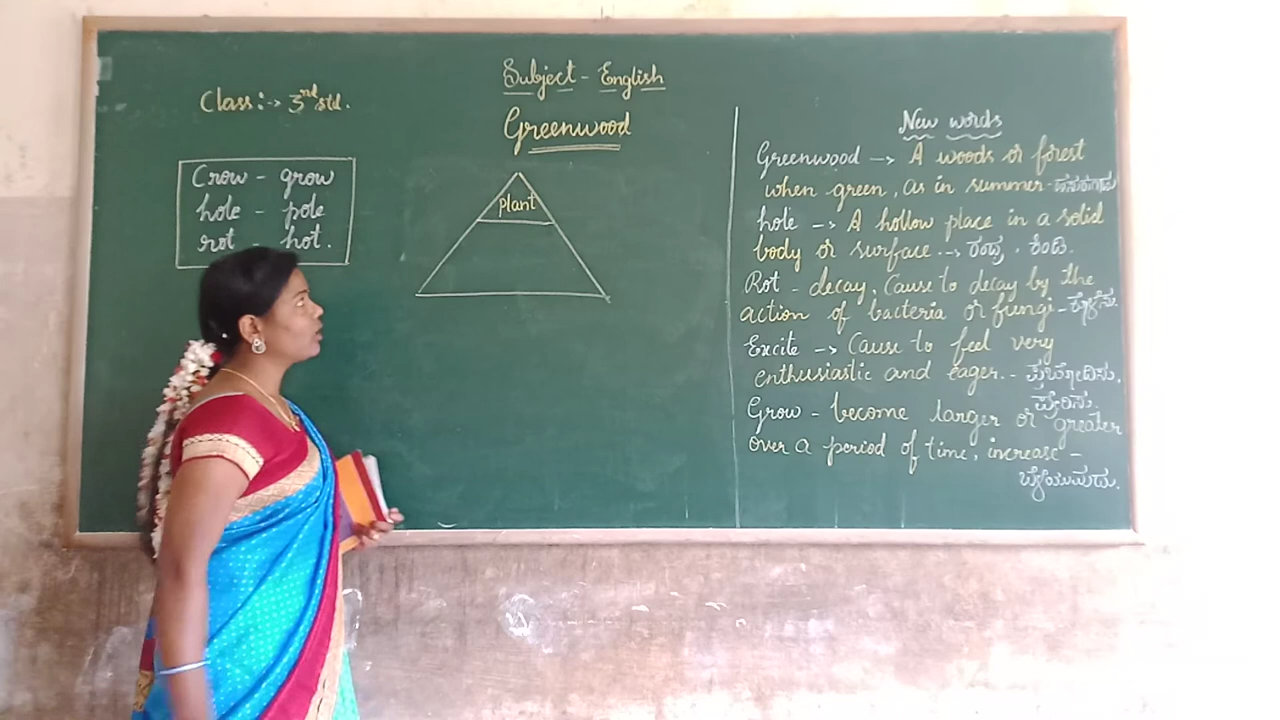 Subject - English
Class :-> 3rd std.
Greenwood
Crow - grow
hole - pole
rot - hot.
plant
New words
Greenwood -> A woods or forest
when green, as in summer - ಹಸುರುಗಾಡು
hole -> A hollow place in a solid
body or surface. -> ರಂಧ್ರ, ಕಿಂಡಿ.
Rot - decay, Cause to decay by the
action of bacteria or fungi - ಕೊಳೆಸು.
Excite -> Cause to feel very
enthusiastic and eager. - ಪ್ರಚೋದಿಸು,
ಪ್ರೇರಿಸು.
Grow - become larger or greater
over a period of time, increase -
ಬೆಳೆಯುವುದು.